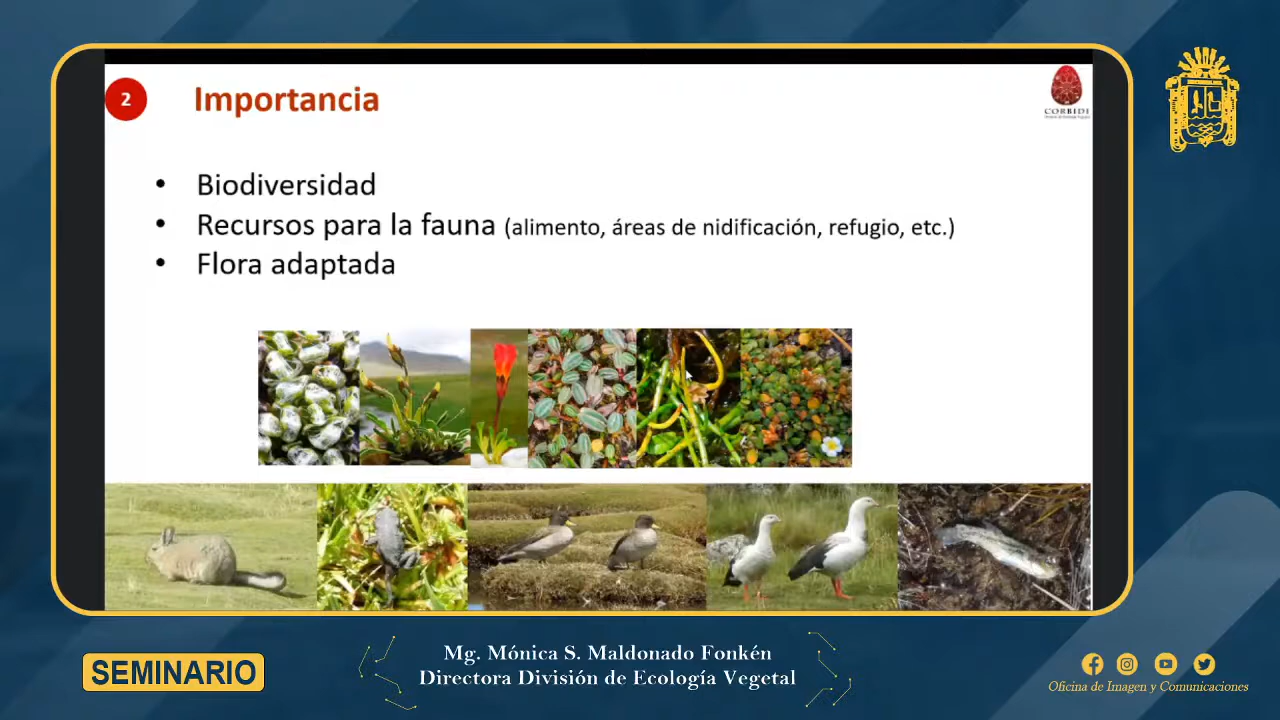 2
Importancia
CORBIDI
• Biodiversidad
• Recursos para la fauna (alimento, áreas de nidificación, refugio, etc.)
• Flora adaptada
SEMINARIO
Mg. Mónica S. Maldonado Fonkén
Directora División de Ecología Vegetal
Oficina de Imagen y Comunicaciones